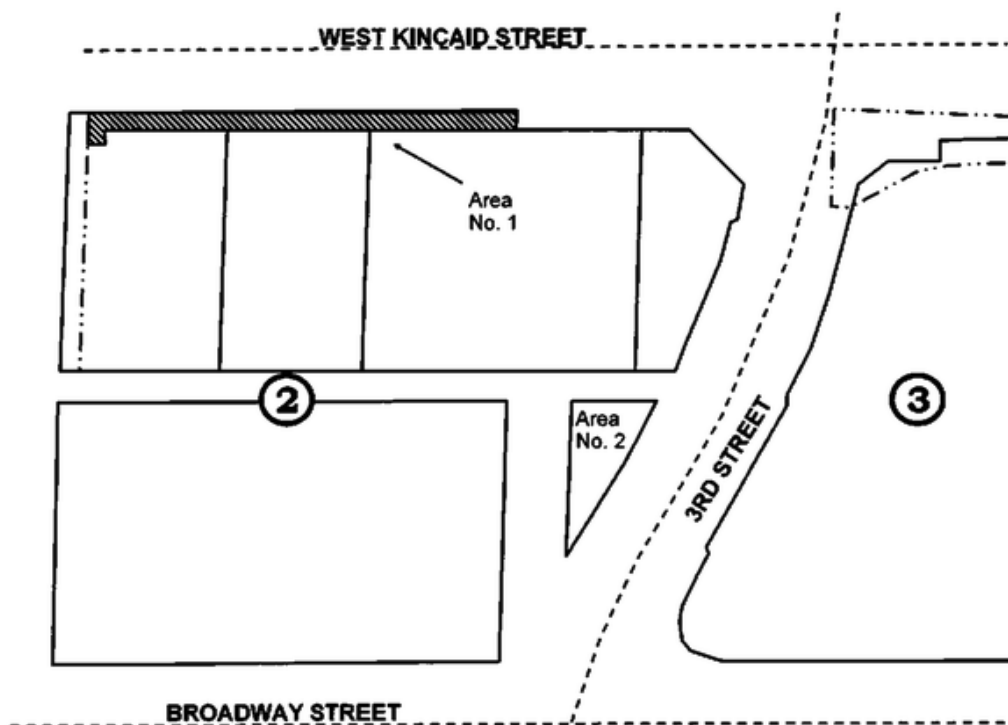 WEST KINCAID STREET
Area
No. 1
2
3
Area
No. 2
3RD STREET
BROADWAY STREET